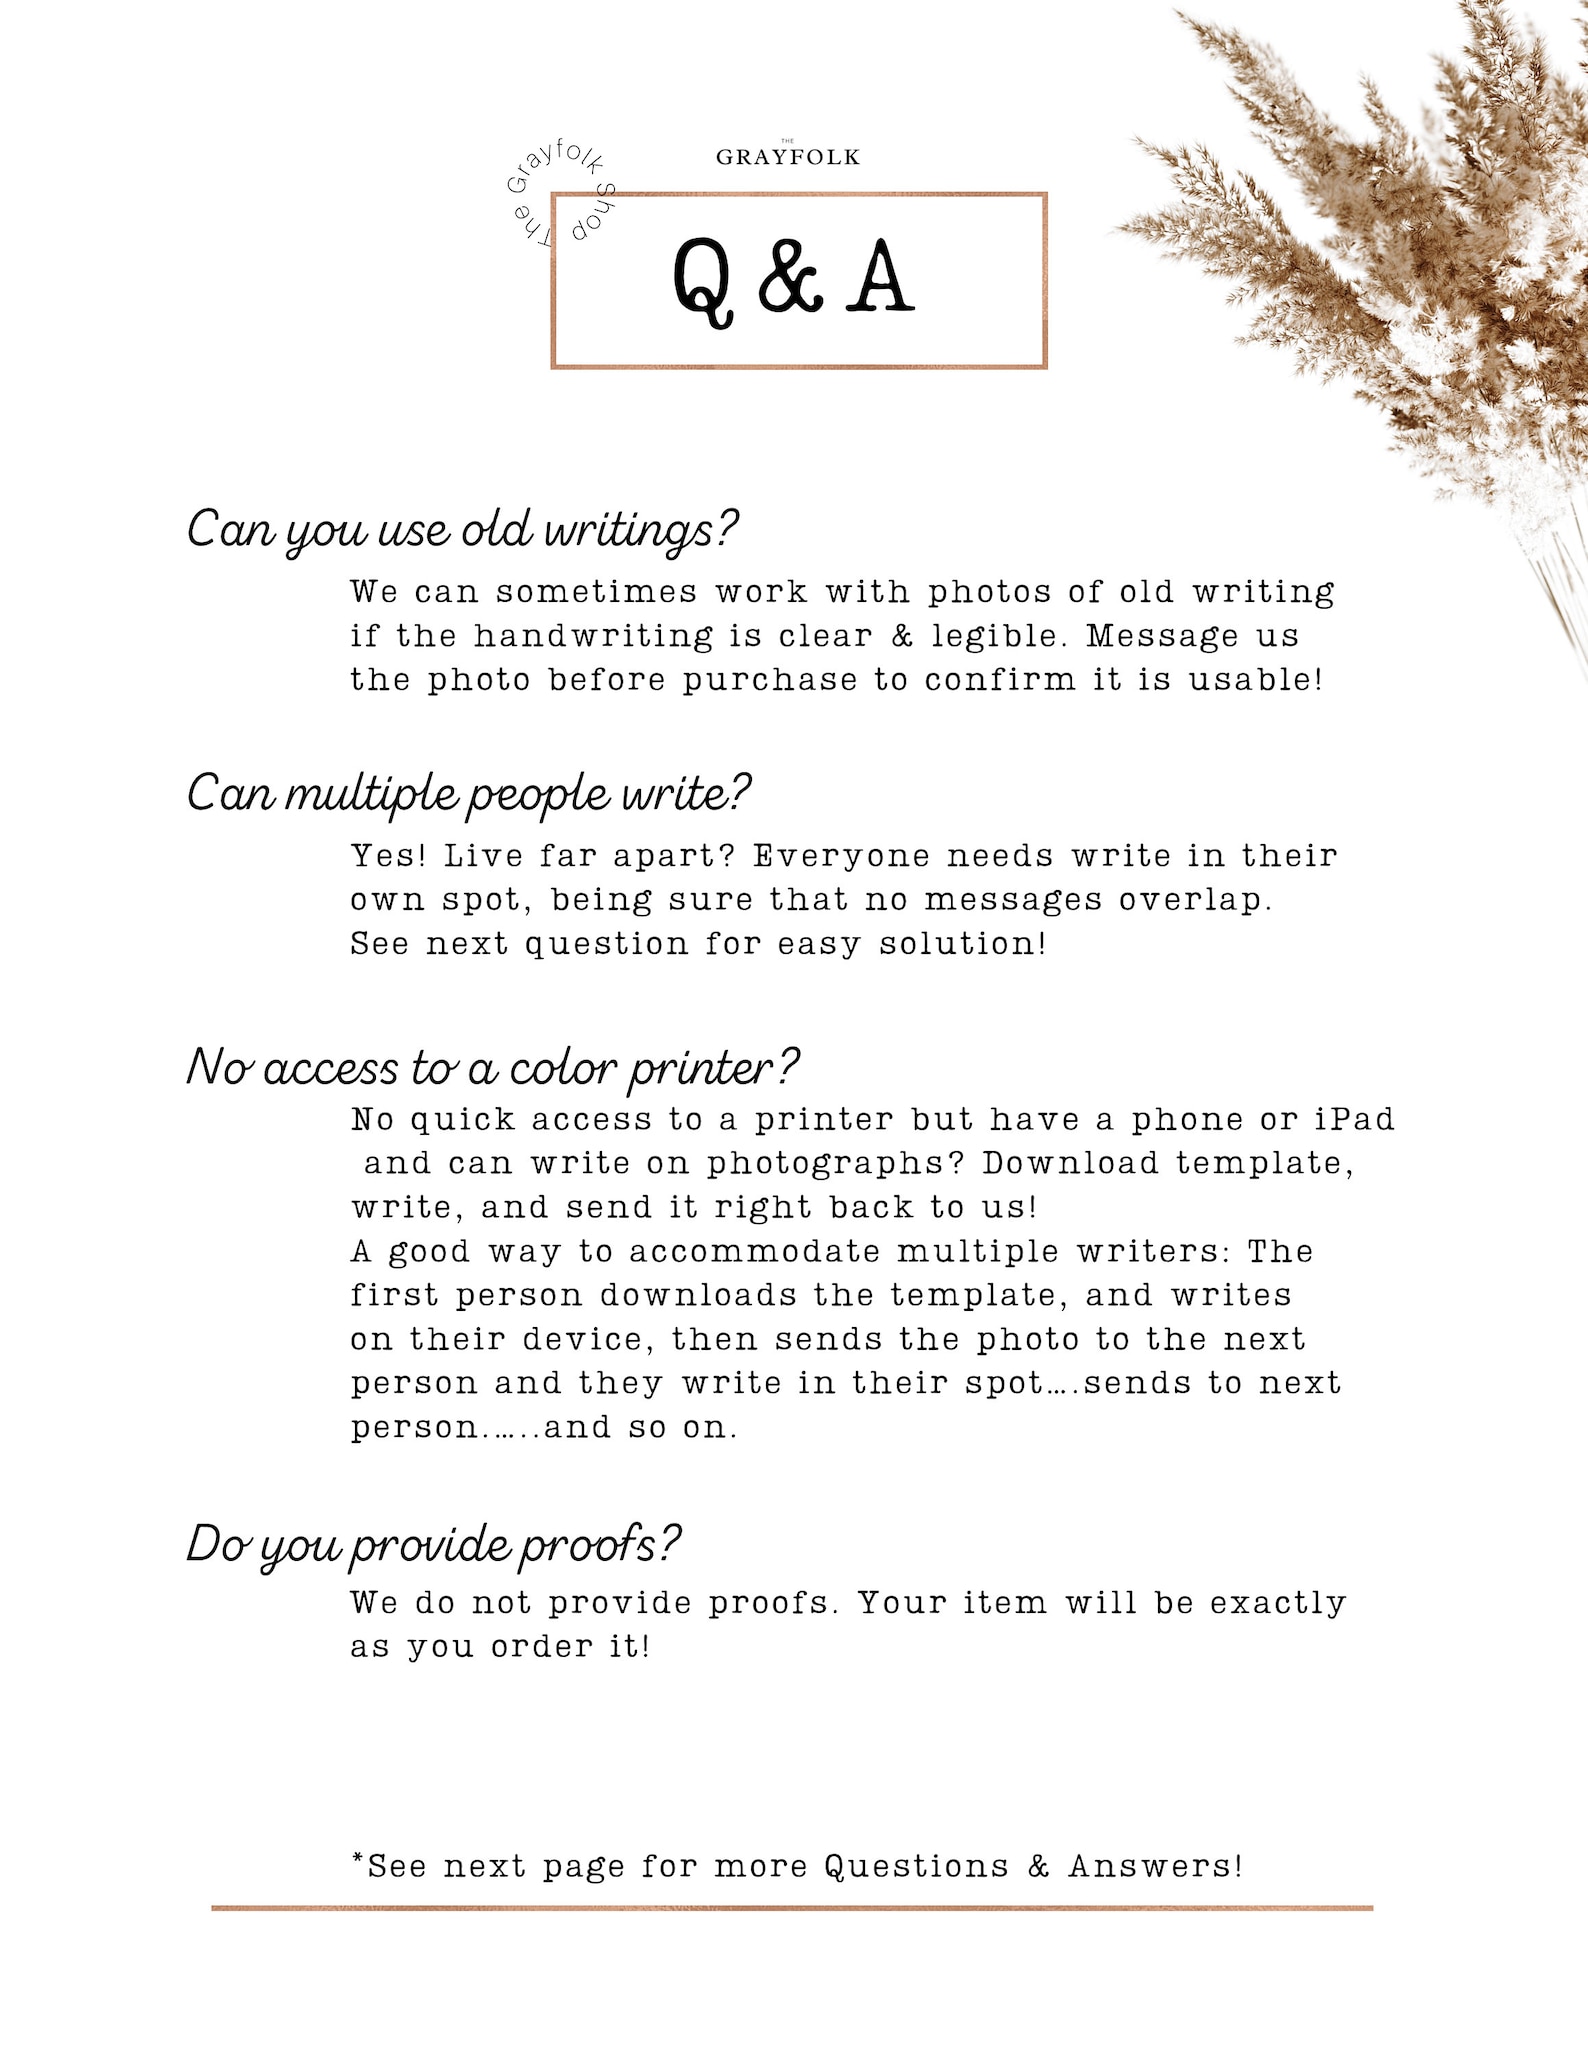 The Grayfolk Shop
THE
GRAYFOLK
Q & A
Can you use old writings?
We can sometimes work with photos of old writing
if the handwriting is clear & legible. Message us
the photo before purchase to confirm it is usable!
Can multiple people write?
Yes! Live far apart? Everyone needs write in their
own spot, being sure that no messages overlap.
See next question for easy solution!
No access to a color printer?
No quick access to a printer but have a phone or iPad
and can write on photographs? Download template,
write, and send it right back to us!
A good way to accommodate multiple writers: The
first person downloads the template, and writes
on their device, then sends the photo to the next
person and they write in their spot....sends to next
person......and so on.
Do you provide proofs?
We do not provide proofs. Your item will be exactly
as you order it!
*See next page for more Questions & Answers!